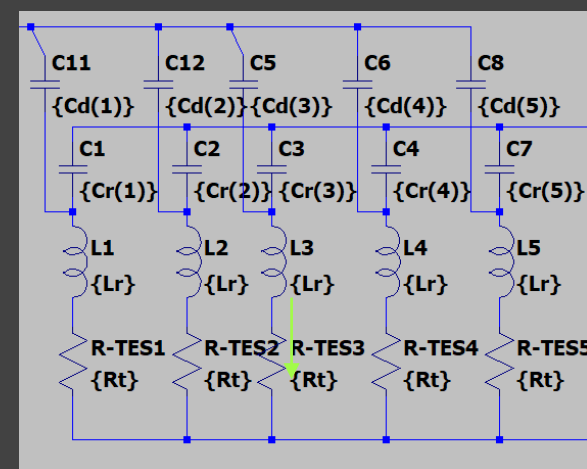 C11 C12 C5 C6 C8
{Cd(1)} {Cd(2)} {Cd(3)} {Cd(4)} {Cd(5)}
C1 C2 C3 C4 C7
{Cr(1)} {Cr(2)} {Cr(3)} {Cr(4)} {Cr(5)}
L1 L2 L3 L4 L5
{Lr} {Lr} {Lr} {Lr} {Lr}
R-TES1 R-TES2 R-TES3 R-TES4 R-TES5
{Rt} {Rt} {Rt} {Rt} {Rt}